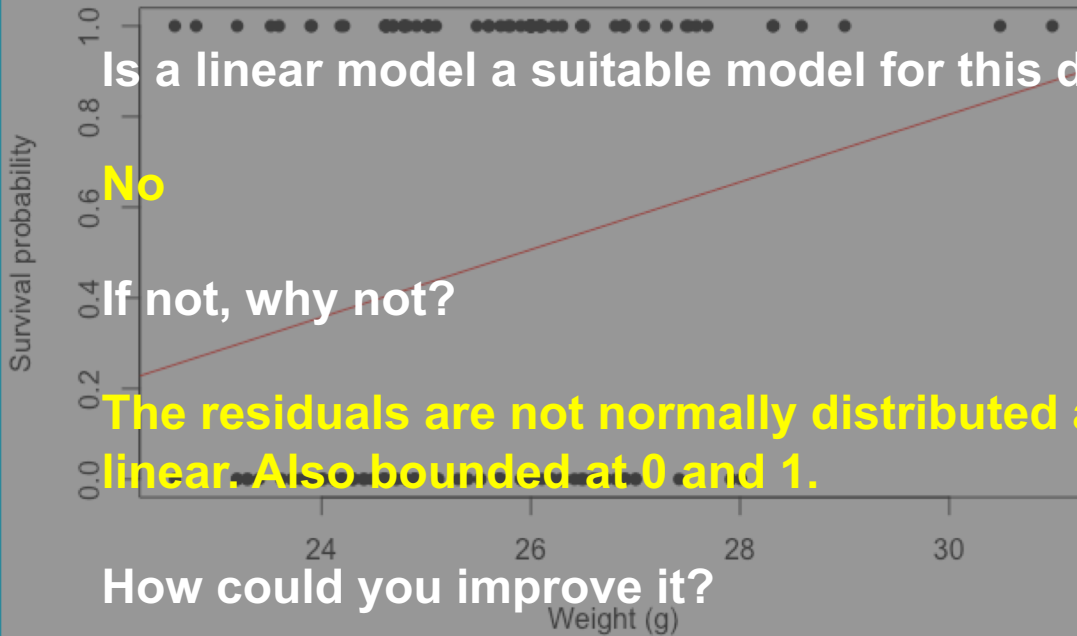 1.0
Is a linear model a suitable model for this
0.8
Survival probability
No
0.6
If not, why not?
0.4
0.2
The residuals are not normally distributed
linear. Also bounded at 0 and 1.
0.0
24 26 28 30
How could you improve it?
Weight (g)